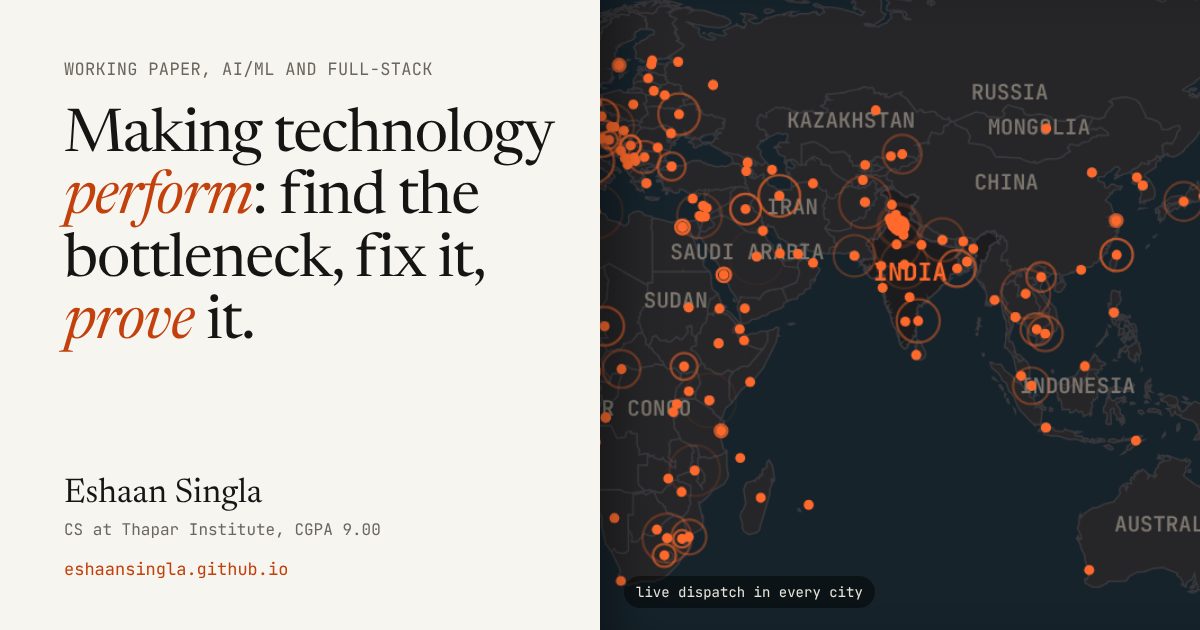 WORKING PAPER, AI/ML AND FULL-STACK
Making technology
perform: find the
bottleneck, fix it,
prove it.
Eshaan Singla
CS at Thapar Institute, CGPA 9.00
eshaansingla.github.io
RUSSIA
KAZAKHSTAN
MONGOLIA
CHINA
IRAN
SAUDI ARABIA
INDIA
SUDAN
INDONESIA
R CONGO
AUSTRAL
live dispatch in every city